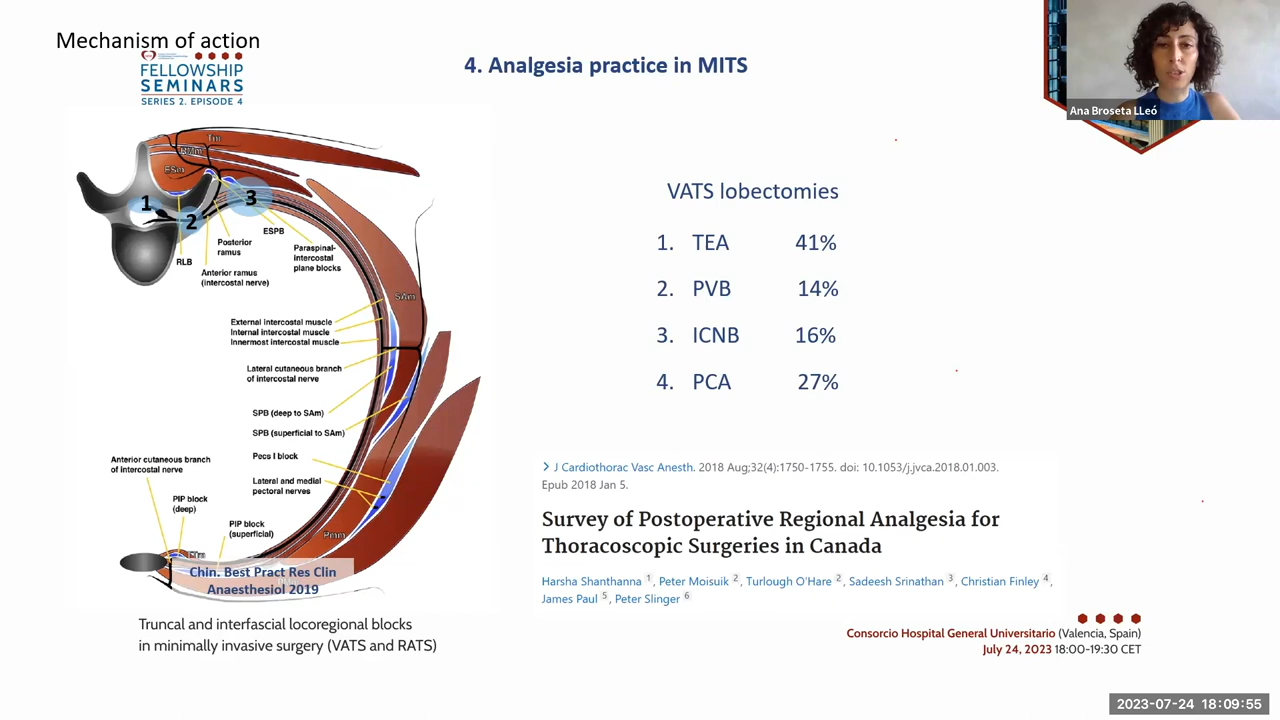 Mechanism of action
FELLOWSHIP
SEMINARS
SERIES 2. EPISODE 4
4. Analgesia practice in MITS
Ana Broseta LLeó
Tm
RMm
ESm
1
2
3
ESPB
Posterior
ramus
RLB
Anterior ramus
(intercostal nerve)
Paraspinal-
intercostal
plane blocks
SAm
External intercostal muscle
Internal intercostal muscle
Innermost intercostal muscle
Lateral cutaneous branch
of intercostal nerve
SPB (deep to SAm)
SPB (superficial to SAm)
Pecs I block
Lateral and medial
pectoral nerves
Anterior cutaneous branch
of intercostal nerve
PIP block
(deep)
PIP block
(superficial)
Pmm
Chin. Best Pract Res Clin
Anaesthesiol 2019
Truncal and interfascial locoregional blocks
in minimally invasive surgery (VATS and RATS)
VATS lobectomies
1. TEA 41%
2. PVB 14%
3. ICNB 16%
4. PCA 27%
> J Cardiothorac Vasc Anesth. 2018 Aug;32(4):1750-1755. doi: 10.1053/j.jvca.2018.01.003.
Epub 2018 Jan 5.
Survey of Postoperative Regional Analgesia for
Thoracoscopic Surgeries in Canada
Harsha Shanthanna 1, Peter Moisuik 2, Turlough O'Hare 2, Sadeesh Srinathan 3, Christian Finley 4,
James Paul 5, Peter Slinger 6
Consorcio Hospital General Universitario (Valencia, Spain)
July 24, 2023 18:00-19:30 CET
2023-07-24 18:09:55